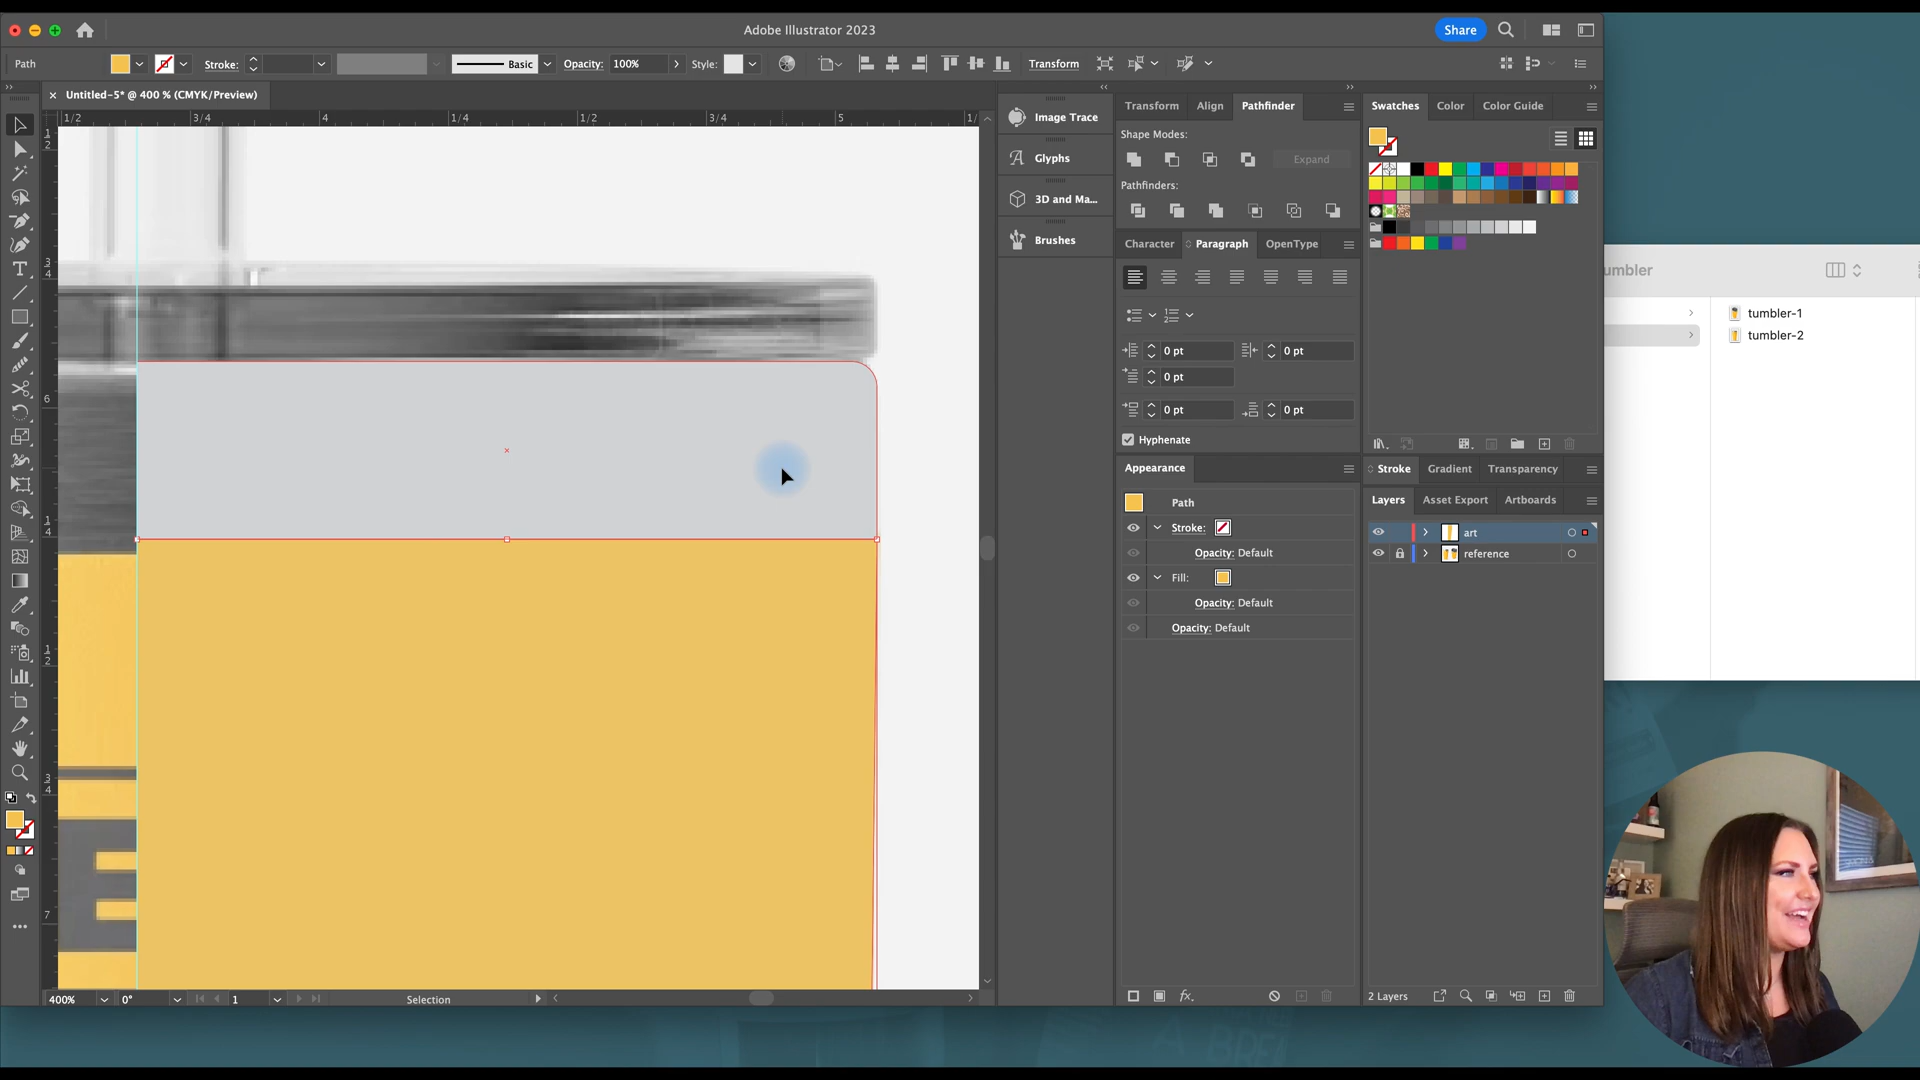 Adobe Illustrator 2023
Share
Path
Stroke:
Basic
Opacity: 100%
Style:
Transform
× Untitled-5* @ 400 % (CMYK/Preview)
1/2 3/4 4 1/4 1/2 3/4 5 1/
Image Trace
Glyphs
3D and Ma...
Brushes
Transform Align Pathfinder
Shape Modes:
Expand
Pathfinders:
Character Paragraph OpenType
0 pt 0 pt
0 pt
0 pt 0 pt
Hyphenate
Appearance
Path
Stroke:
Opacity: Default
Fill:
Opacity: Default
Opacity: Default
Swatches Color Color Guide
Stroke Gradient Transparency
Layers Asset Export Artboards
art
reference
2 Layers
umbler
tumbler-1
tumbler-2
1 2
3 4
6
1 4
1 2
3 4
7
E
400% 0° 1 Selection
A BREA